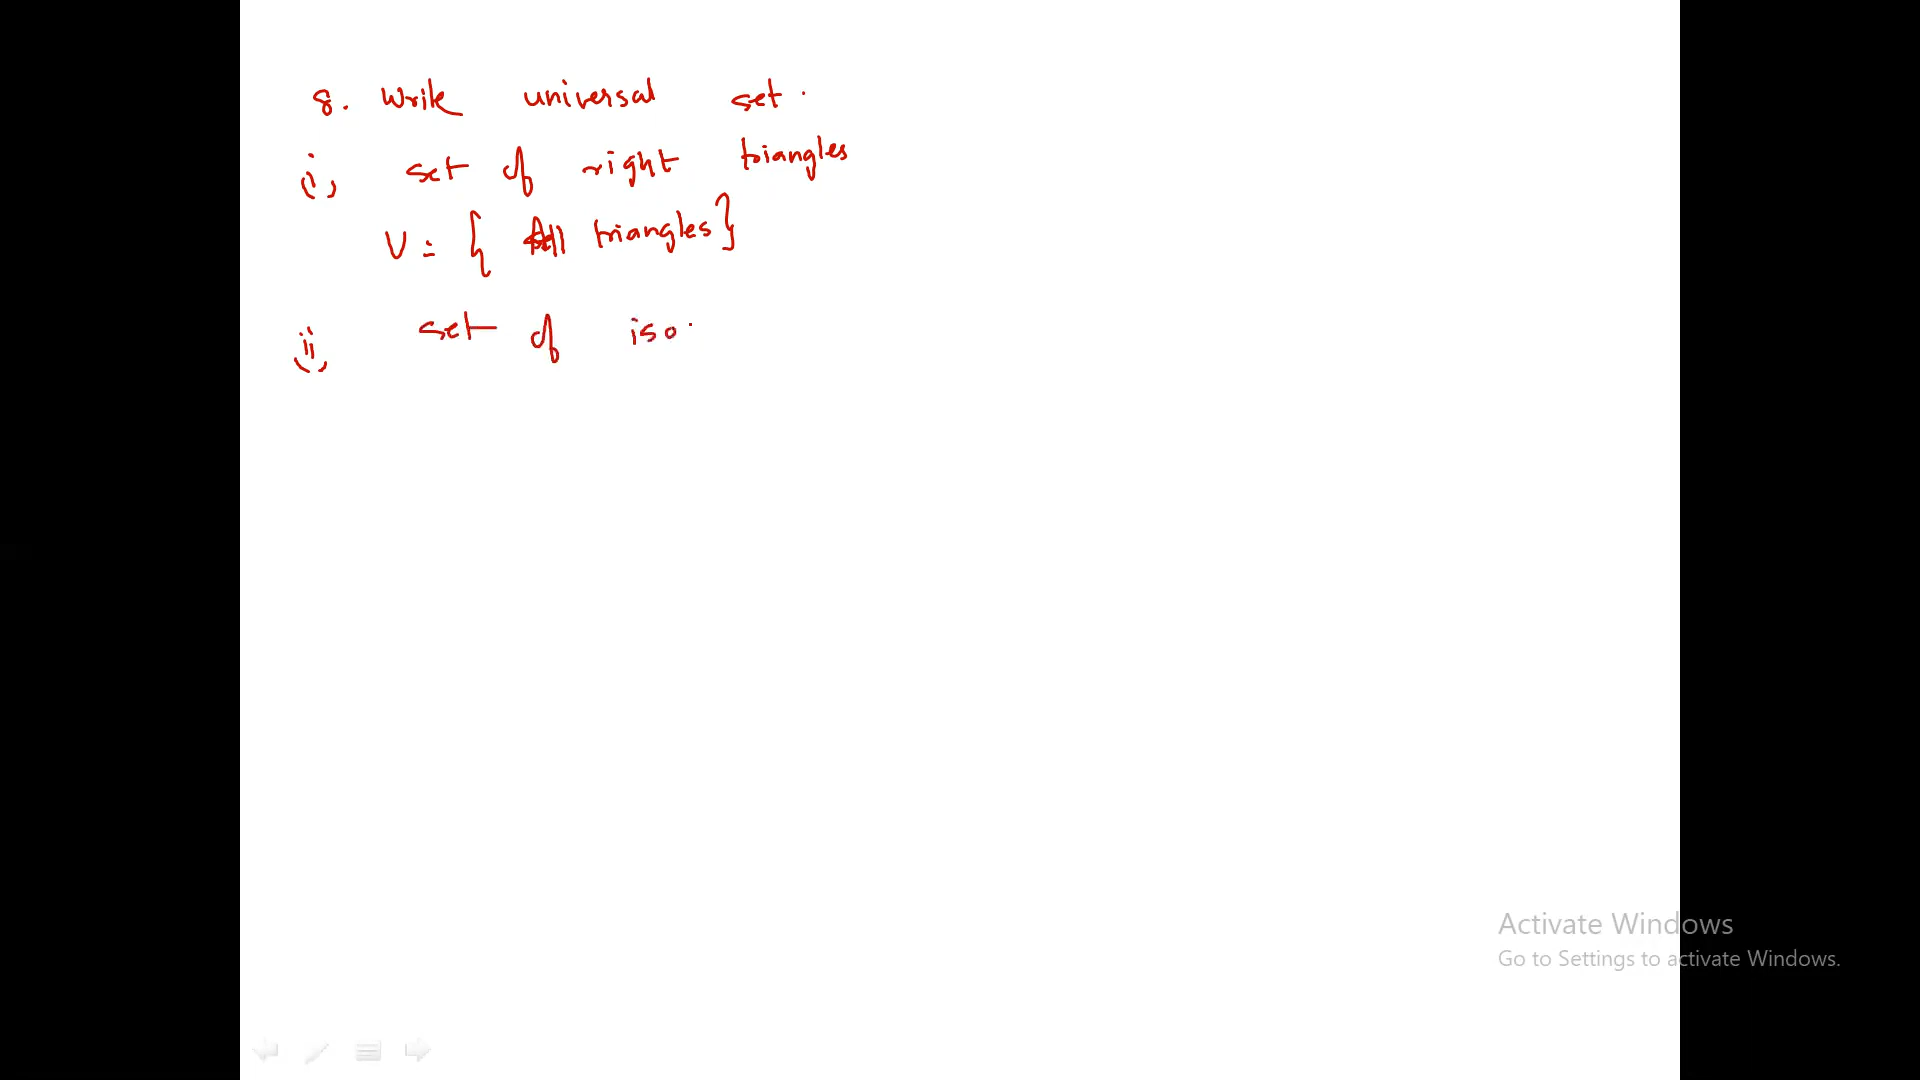 8. Write universal set.
(i) set of right triangles
U = { All triangles }
(ii) set of iso
Activate Windows
Go to Settings to activate Windows.